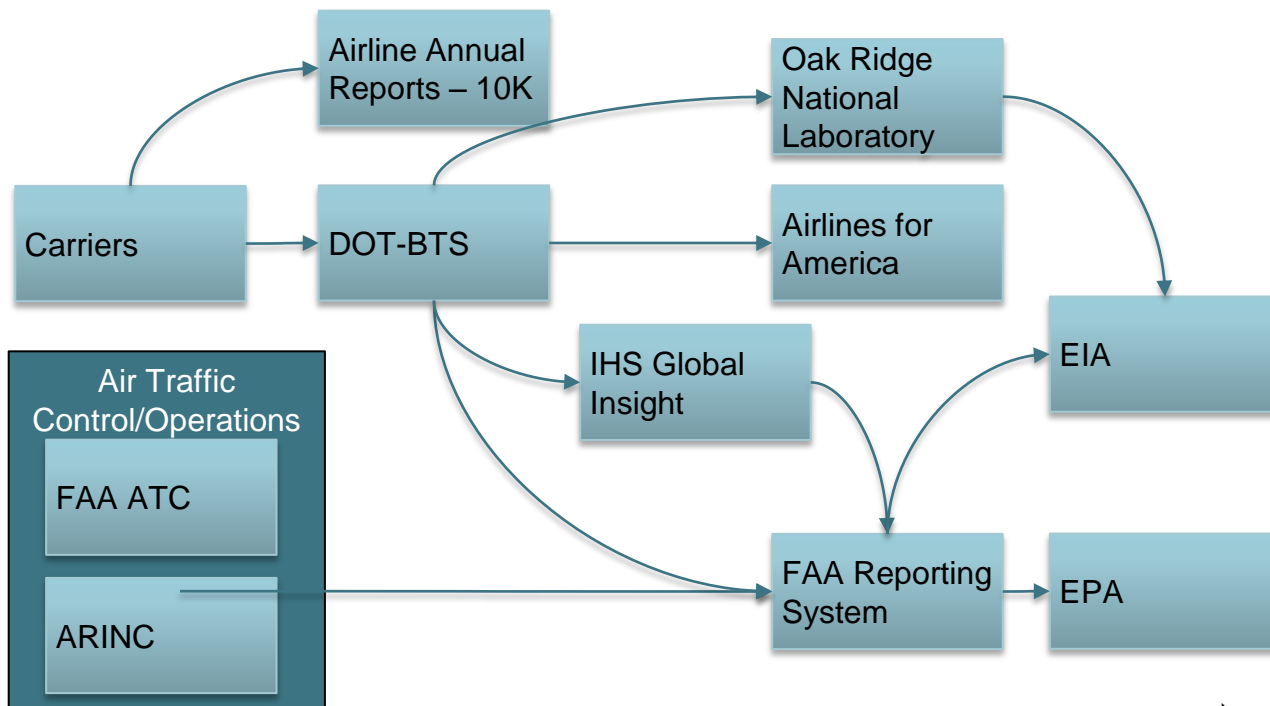 Airline Annual
Reports – 10K
Oak Ridge
National
Laboratory
Carriers
DOT-BTS
Airlines for
America
IHS Global
Insight
EIA
Air Traffic
Control/Operations
FAA ATC
ARINC
FAA Reporting
System
EPA